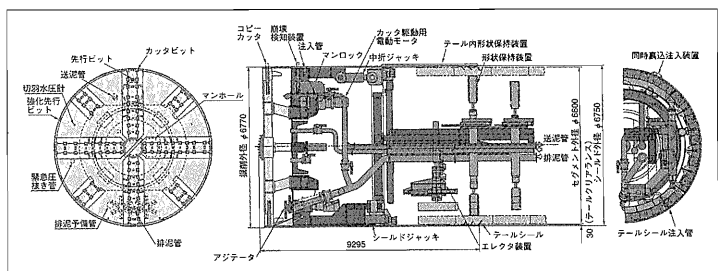 カッタビット
先行ビット
送泥管
切羽水圧計
強化先行
ビット
マンホール
緊急圧
抜き管
排泥予備管
排泥管
コピー
カッタ
崩壊
検知装置
注入管
マンロック
カッタ駆動用
電動モータ
中折ジャッキ
テール内形状保持装置
形状保持装置
掘削外径 φ6770
送泥管
排泥管
アジテータ
シールドジャッキ
9295
テールシール
エレクタ装置
30 (テールクリアランス)
セグメント外径 φ6600
シールド外径 φ6750
同時裏込注入装置
テールシール注入管